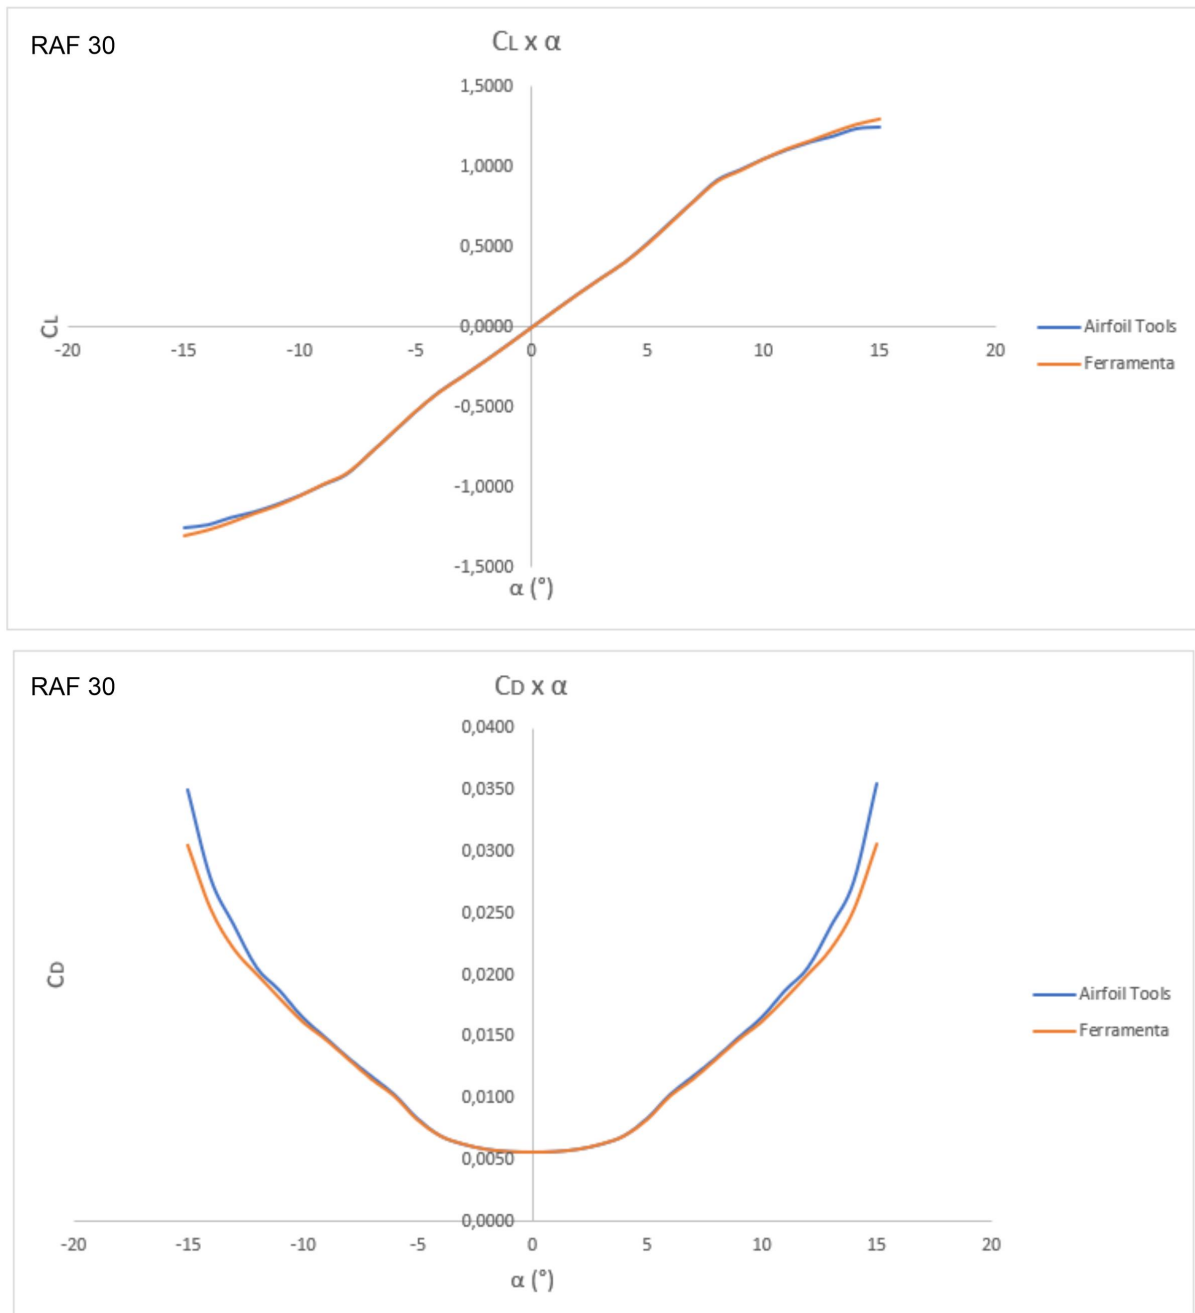 RAF 30
CL x α
1,5000
1,0000
0,5000
0,0000
-0,5000
-1,0000
-1,5000
-20 -15 -10 -5 0 5 10 15 20
CL
α (°)
Airfoil Tools
Ferramenta
RAF 30
CD x α
0,0400
0,0350
0,0300
0,0250
0,0200
0,0150
0,0100
0,0050
0,0000
-20 -15 -10 -5 0 5 10 15 20
CD
α (°)
Airfoil Tools
Ferramenta